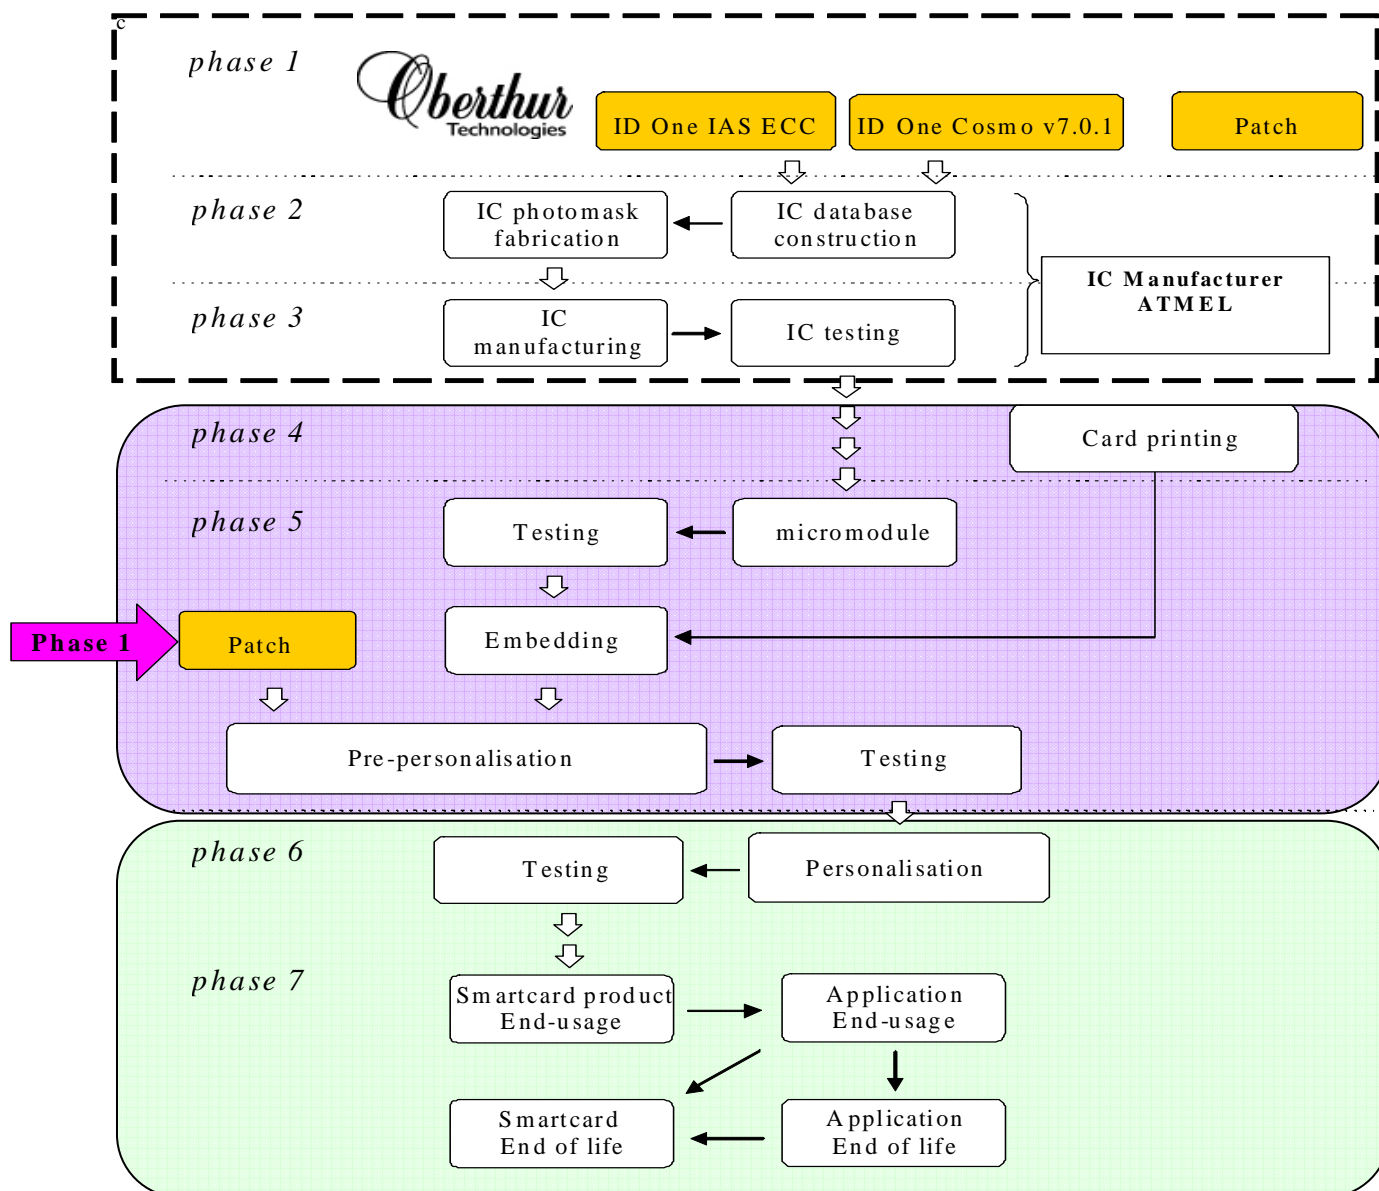 c
phase 1
Oberthur
Technologies
ID One IAS ECC
ID One Cosmo v7.0.1
Patch
phase 2
IC photomask
fabrication
IC database
construction
IC Manufacturer
ATMEL
phase 3
IC
manufacturing
IC testing
phase 4
Card printing
phase 5
Testing
micromodule
Phase 1
Patch
Embedding
Pre-personalisation
Testing
phase 6
Testing
Personalisation
phase 7
Smartcard product
End-usage
Application
End-usage
Smartcard
End of life
Application
End of life